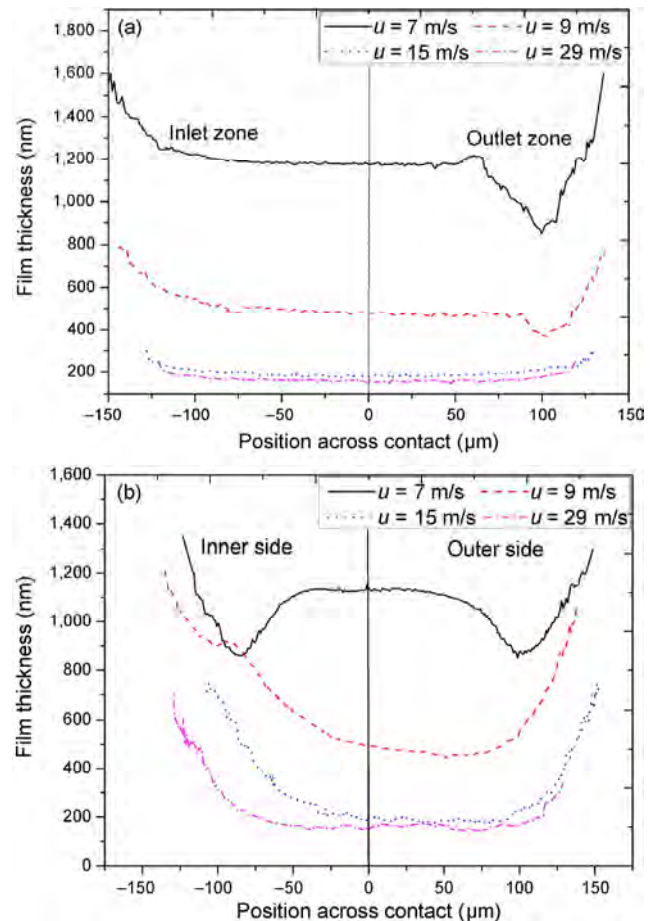 (a)
u = 7 m/s
u = 9 m/s
u = 15 m/s
u = 29 m/s
1,800
1,600
1,400
1,200
1,000
800
600
400
200
Inlet zone
Outlet zone
Film thickness (nm)
−150 −100 −50 0 50 100 150
Position across contact (µm)
(b)
u = 7 m/s
u = 9 m/s
u = 15 m/s
u = 29 m/s
1,600
1,400
1,200
1,000
800
600
400
200
0
Inner side
Outer side
Film thickness (nm)
−150 −100 −50 0 50 100 150
Position across contact (µm)